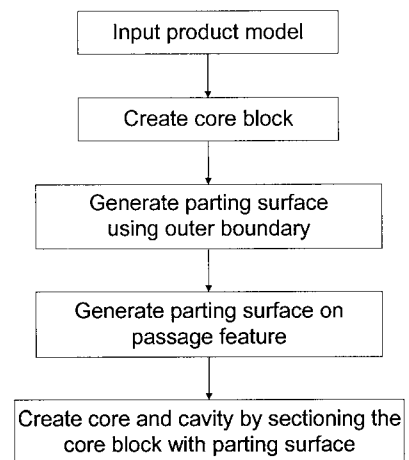 Input product model
Create core block
Generate parting surface
using outer boundary
Generate parting surface on
passage feature
Create core and cavity by sectioning the
core block with parting surface